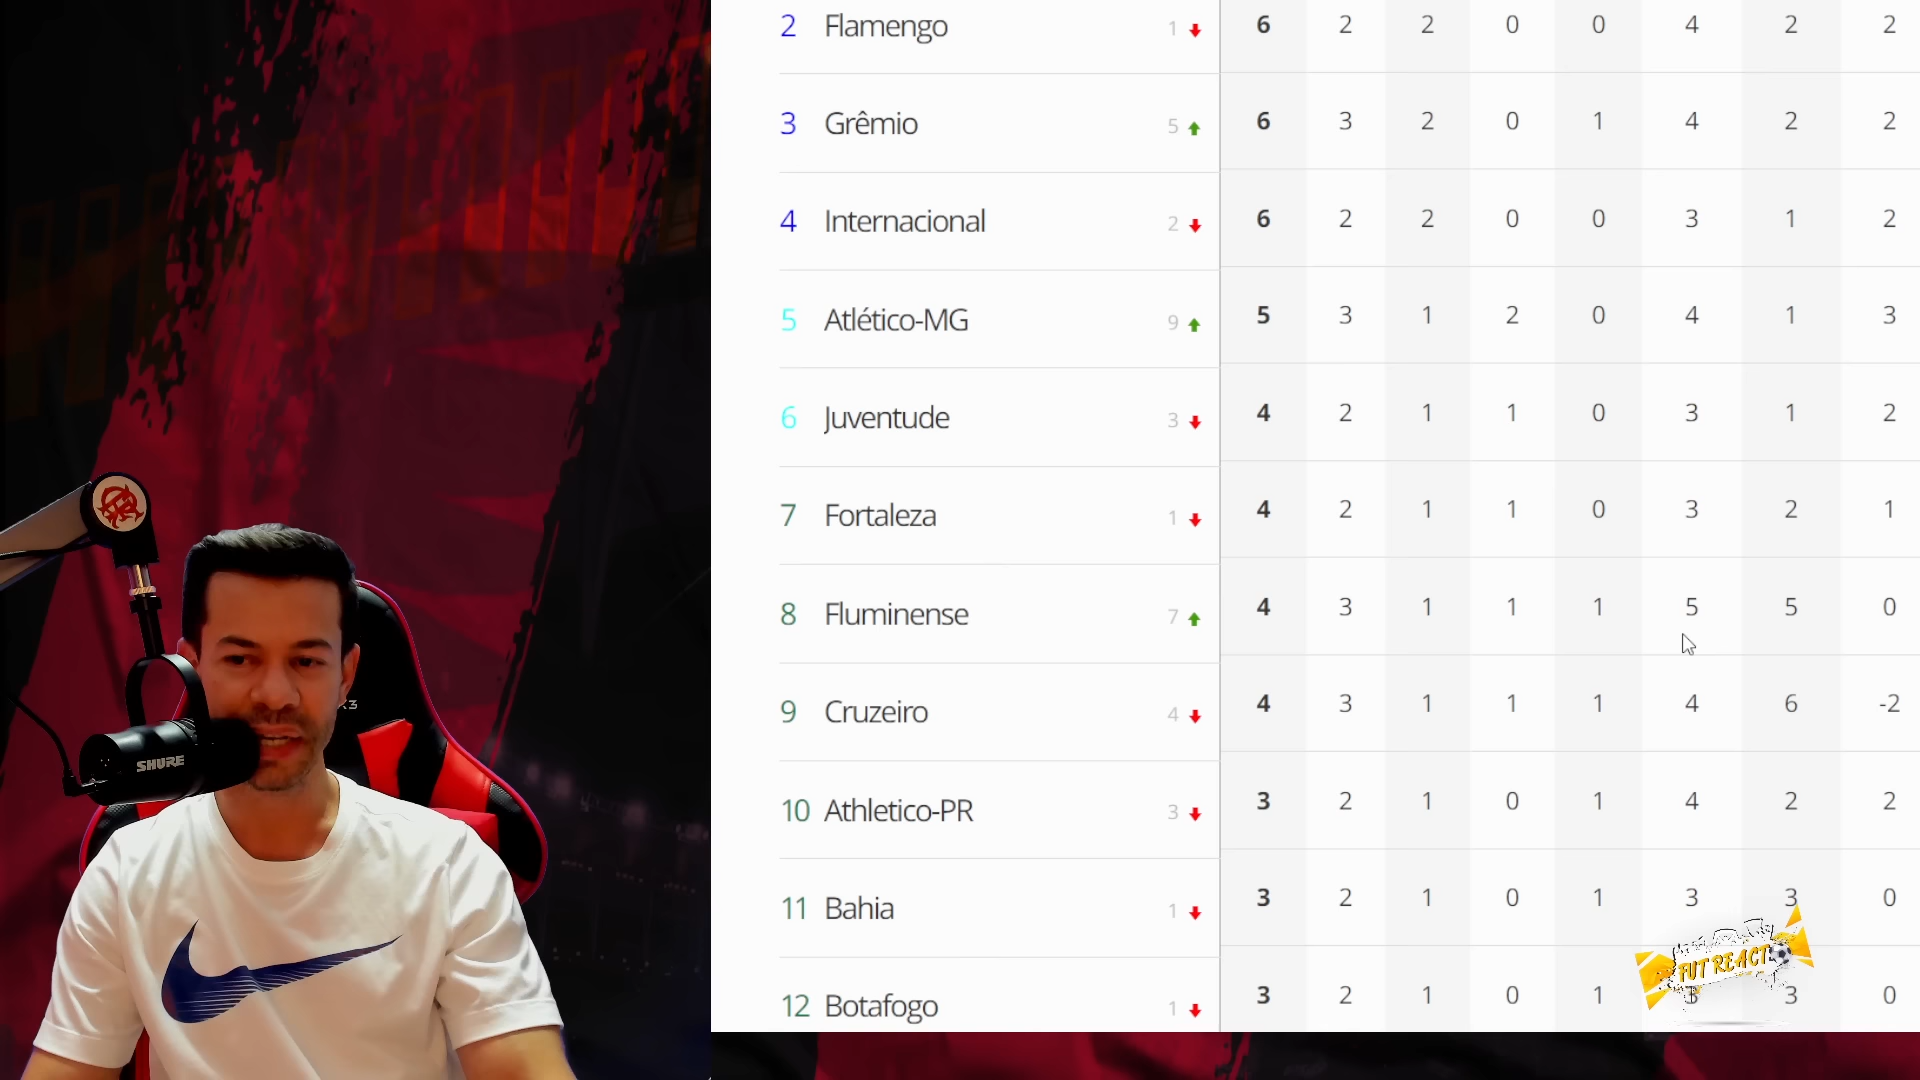 2 Flamengo 1 6 2 2 0 0 4 2 2
3 Grêmio 5 6 3 2 0 1 4 2 2
4 Internacional 2 6 2 2 0 0 3 1 2
5 Atlético-MG 9 5 3 1 2 0 4 1 3
6 Juventude 3 4 2 1 1 0 3 1 2
7 Fortaleza 1 4 2 1 1 0 3 2 1
8 Fluminense 7 4 3 1 1 1 5 5 0
9 Cruzeiro 4 4 3 1 1 1 4 6 -2
10 Athletico-PR 3 3 2 1 0 1 4 2 2
11 Bahia 1 3 2 1 0 1 3 3 0
12 Botafogo 1 3 2 1 0 1 3 3 0
SHURE
FUT REACT